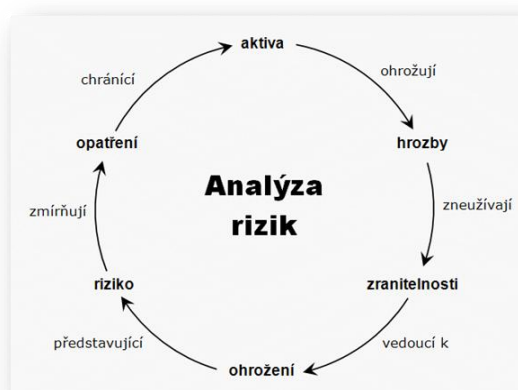 aktiva
ohrožují
hrozby
zneužívají
zranitelnosti
vedoucí k
ohrožení
představující
riziko
zmírňují
opatření
chránící
Analýza
rizik